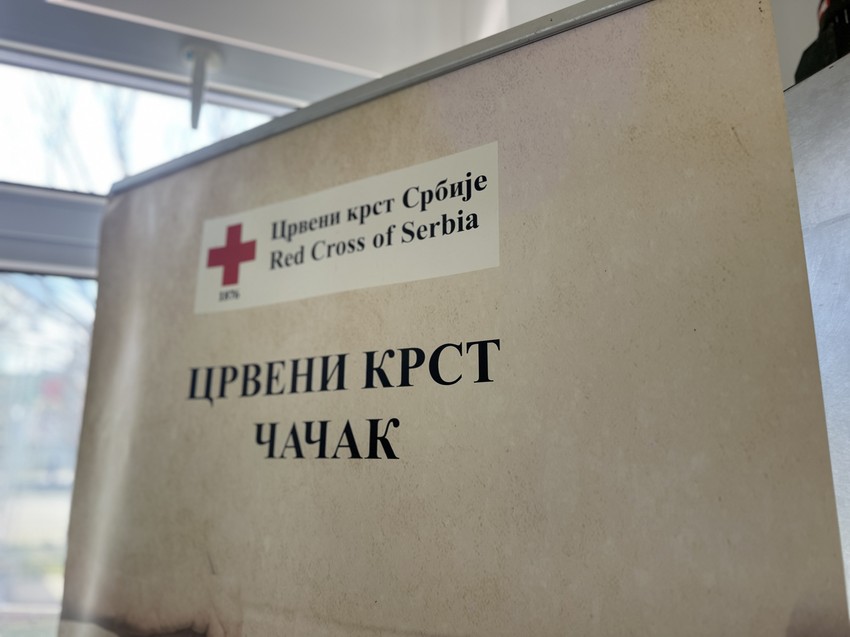 Црвени крст Србије
Red Cross of Serbia
1876
ЦРВЕНИ КРСТ
ЧАЧАК